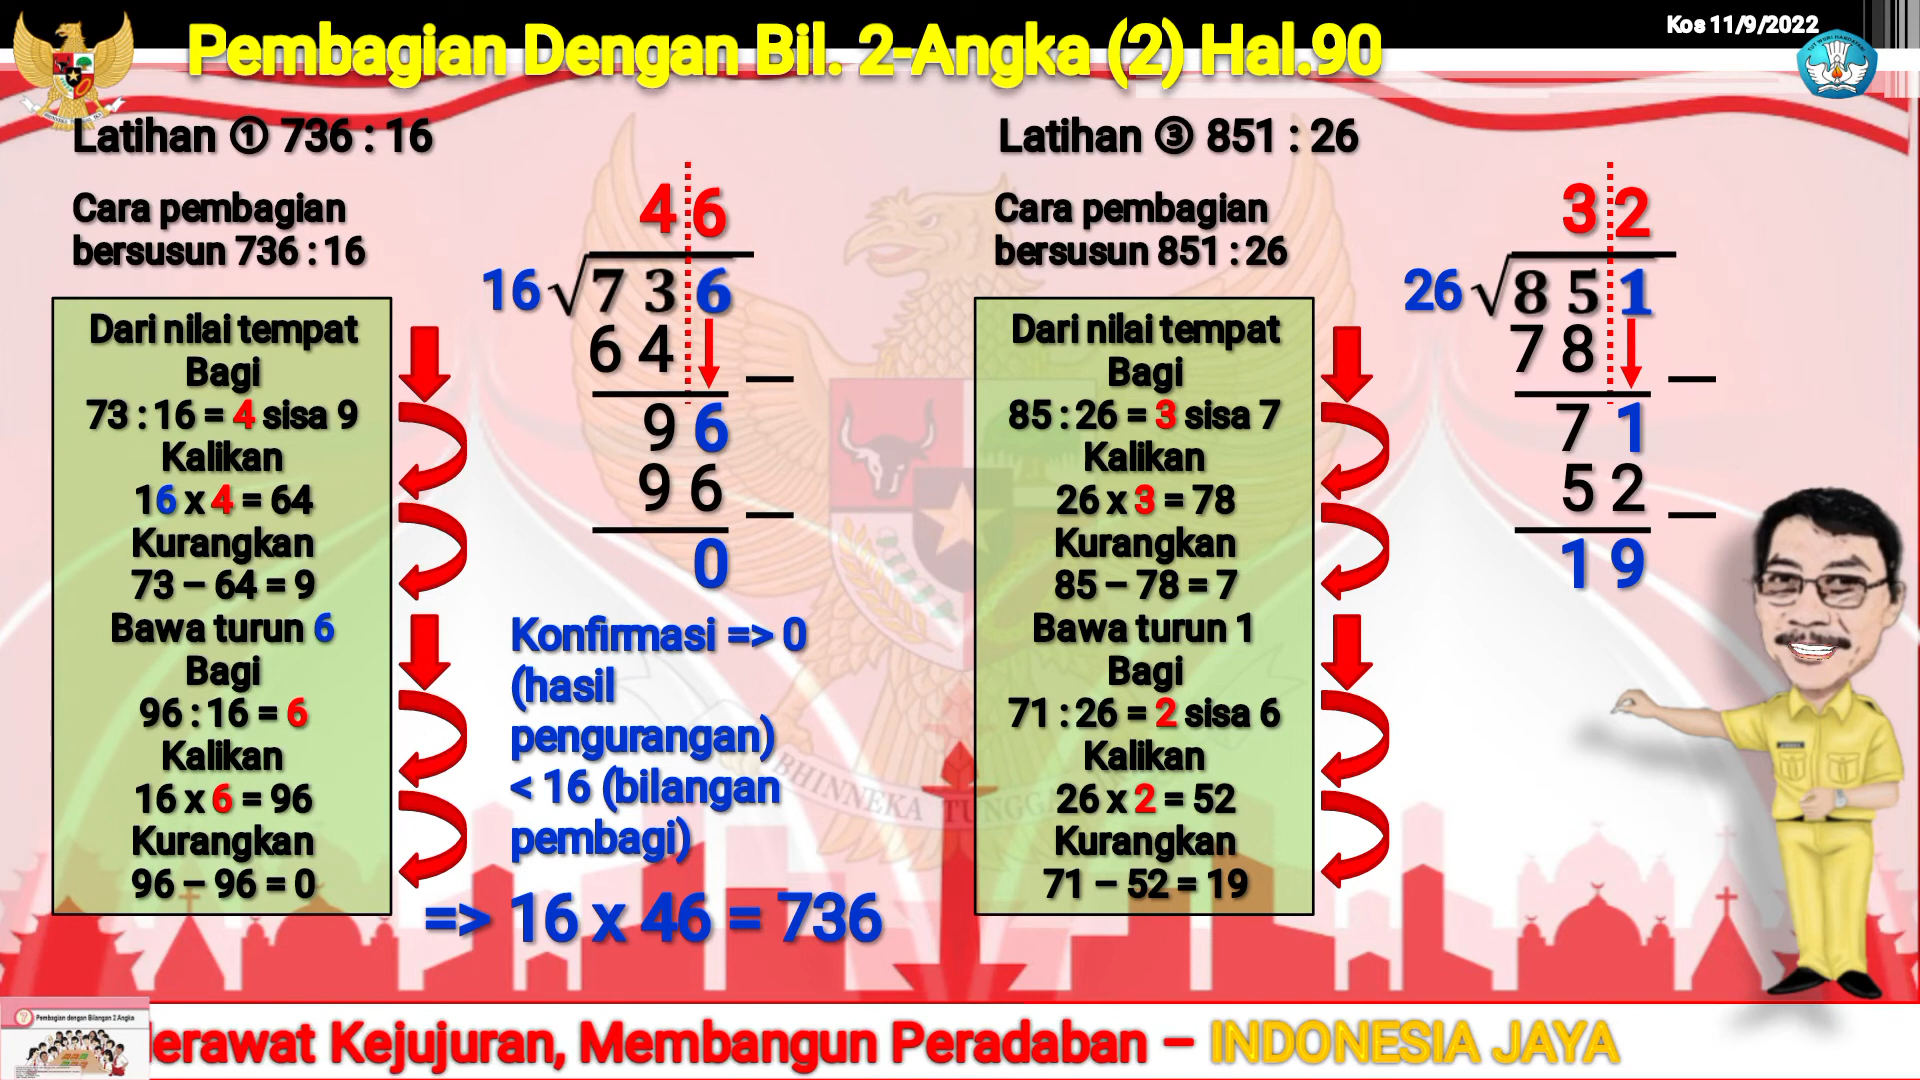 Pembagian Dengan Bil. 2-Angka (2) Hal.90
Kos 11/9/2022
Latihan ① 736 : 16
Cara pembagian
bersusun 736 : 16
Dari nilai tempat
Bagi
73 : 16 = 4 sisa 9
Kalikan
16 x 4 = 64
Kurangkan
73 – 64 = 9
Bawa turun 6
Bagi
96 : 16 = 6
Kalikan
16 x 6 = 96
Kurangkan
96 – 96 = 0
4 6
16 √ 7 3 6
6 4
–
9 6
9 6
–
0
Konfirmasi => 0
(hasil
pengurangan)
< 16 (bilangan
pembagi)
=> 16 x 46 = 736
Latihan ③ 851 : 26
Cara pembagian
bersusun 851 : 26
Dari nilai tempat
Bagi
85 : 26 = 3 sisa 7
Kalikan
26 x 3 = 78
Kurangkan
85 – 78 = 7
Bawa turun 1
Bagi
71 : 26 = 2 sisa 6
Kalikan
26 x 2 = 52
Kurangkan
71 – 52 = 19
3 2
26 √ 8 5 1
7 8
–
7 1
5 2
–
1 9
BHINNEKA TUNGGA
Pembagian dengan Bilangan 2 Angka
erawat Kejujuran, Membangun Peradaban – INDONESIA JAYA